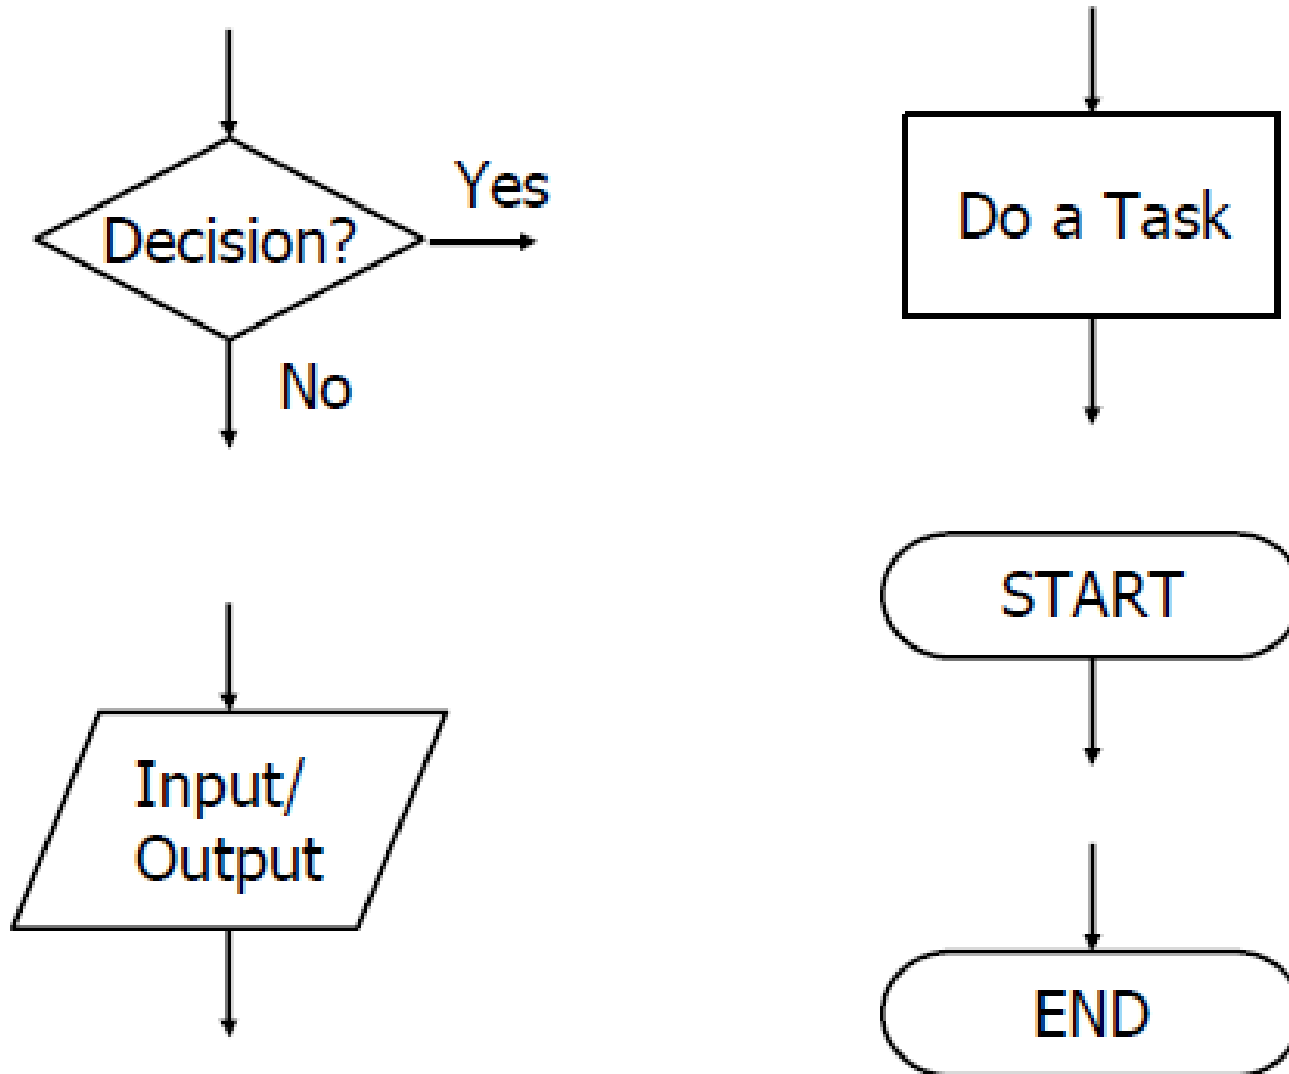 Decision?
Yes
No
Do a Task
Input/
Output
START
END